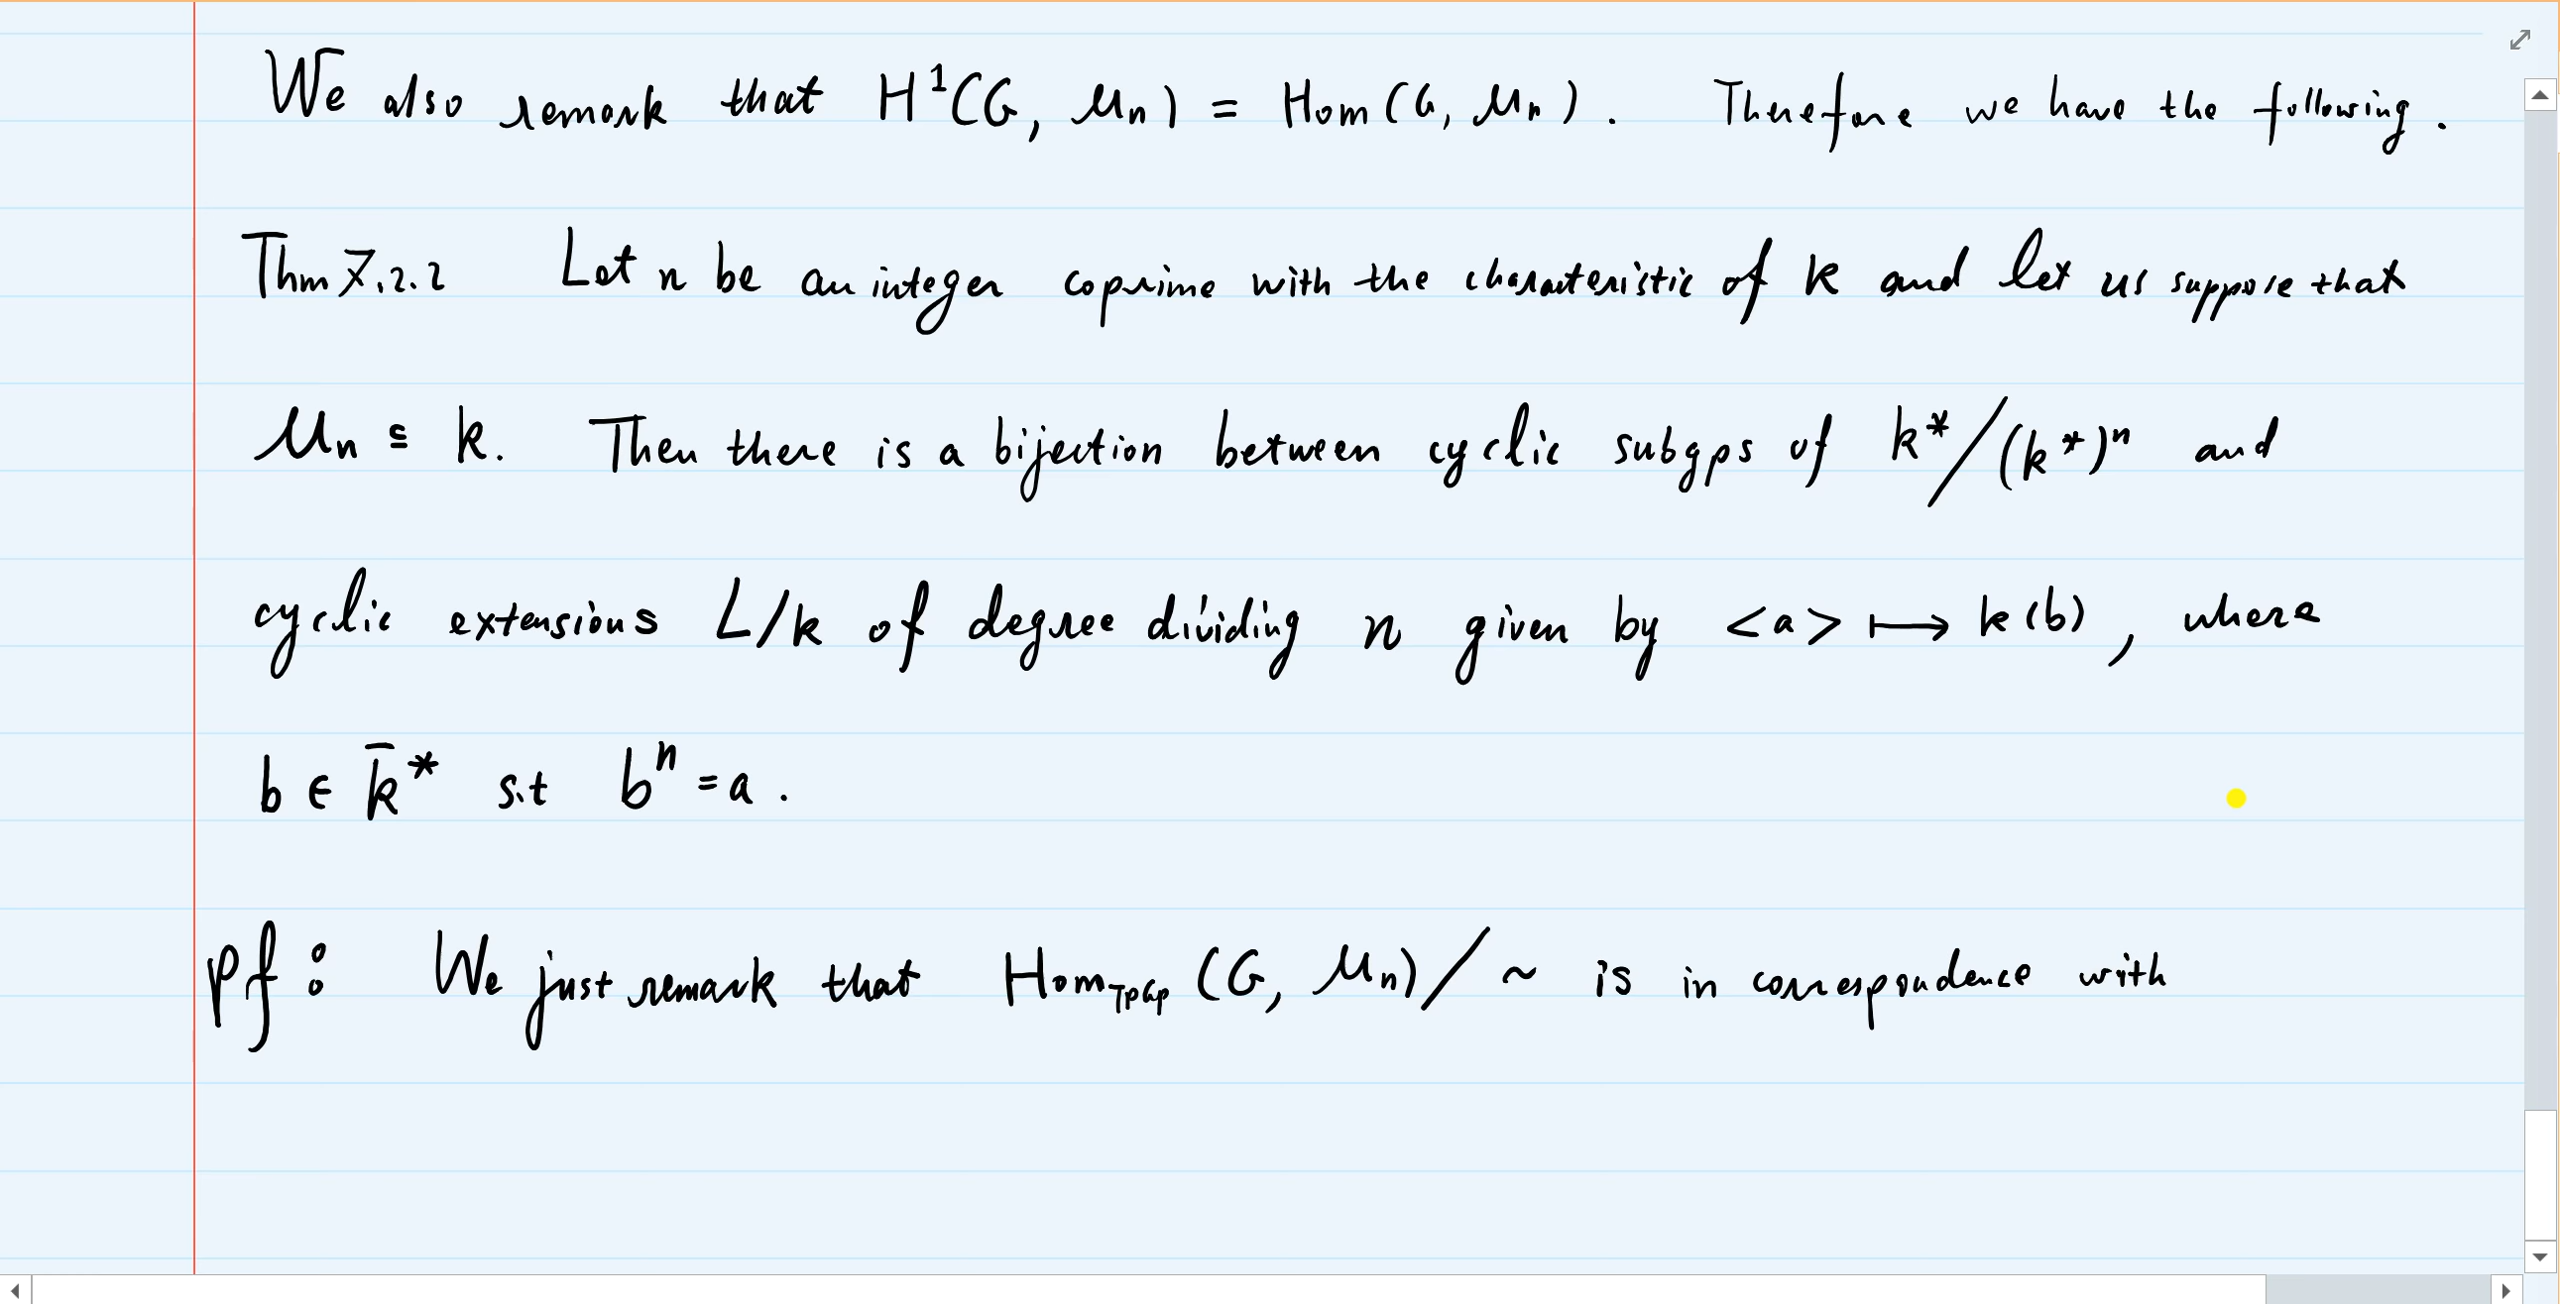 We also remark that H¹(G, μₙ) = Hom(G, μₙ). Therefore we have the following.
Thm 7.2.2 Let n be an integer coprime with the characteristic of k and let us suppose that
μₙ ⊆ k. Then there is a bijection between cyclic subgps of k*/(k*)ⁿ and
cyclic extensions L/k of degree dividing n given by <a> ↦ k(b), where
b ∈ k̄* s.t bⁿ = a.
pf: We just remark that Hom_TpGp (G, μₙ)/~ is in correspondence with